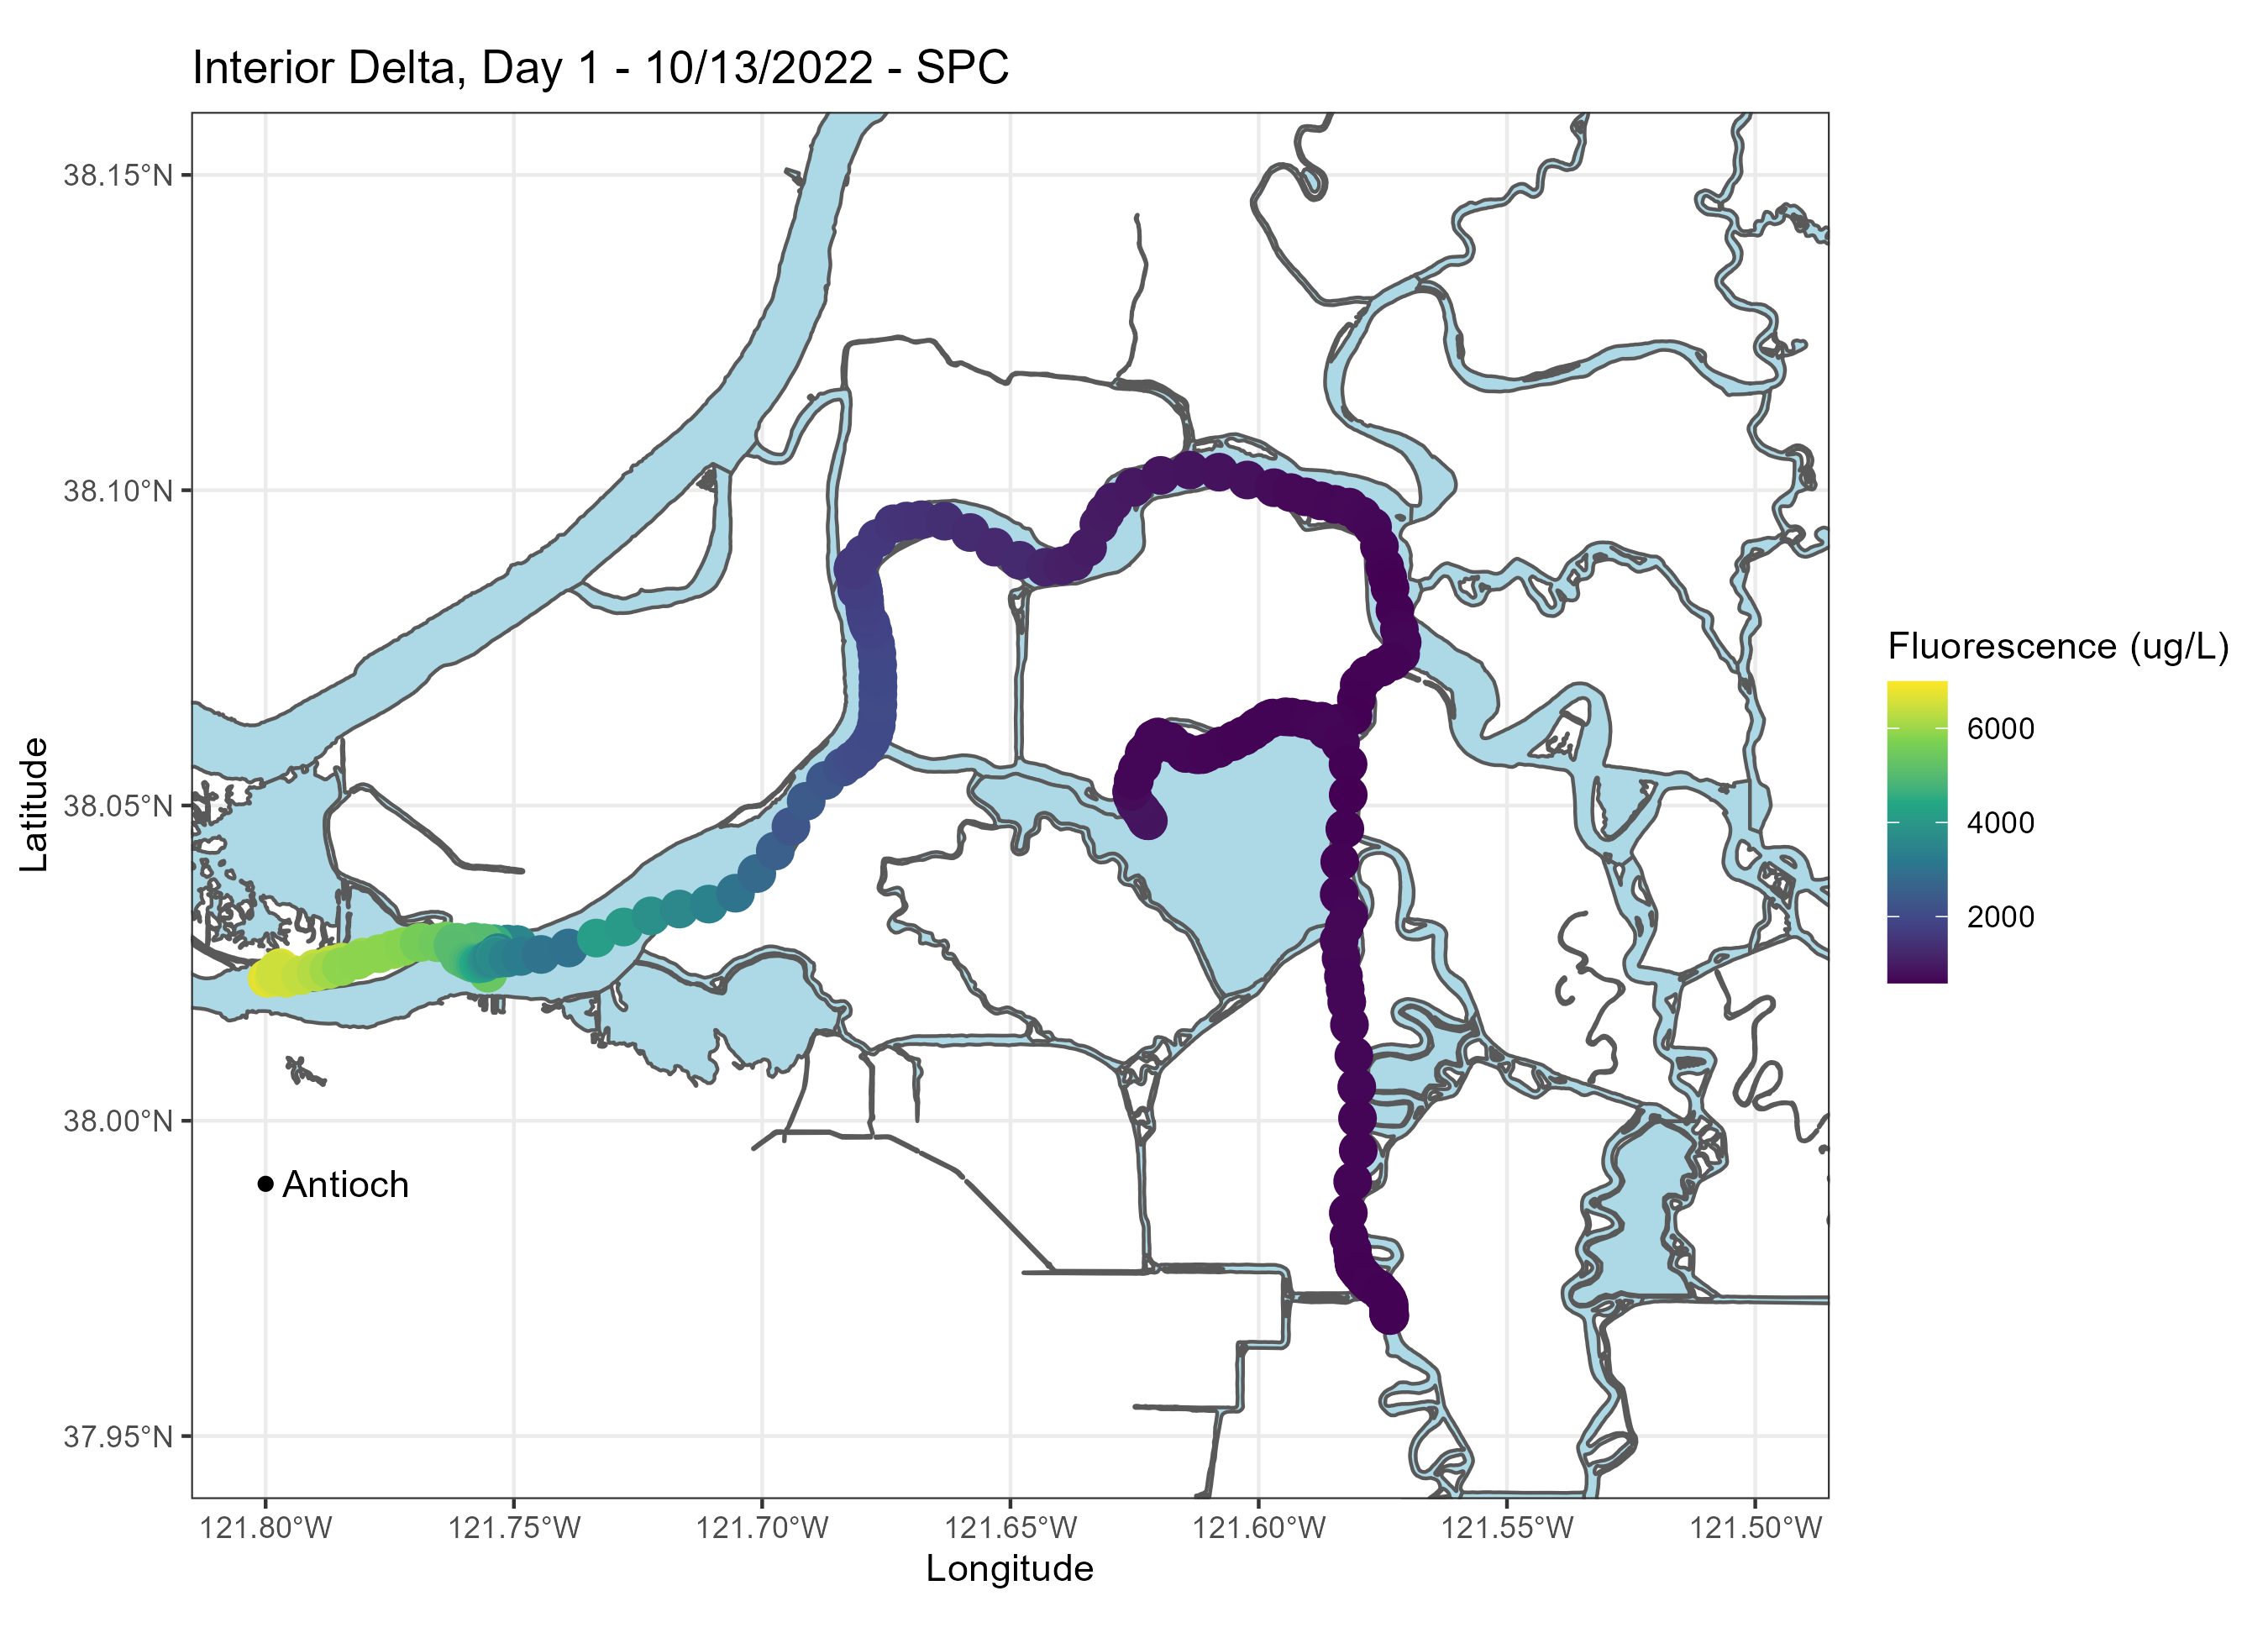 Interior Delta, Day 1 - 10/13/2022 - SPC
38.15°N
38.10°N
38.05°N
38.00°N
37.95°N
Latitude
Antioch
121.80°W
121.75°W
121.70°W
121.65°W
121.60°W
121.55°W
121.50°W
Longitude
Fluorescence (ug/L)
6000
4000
2000